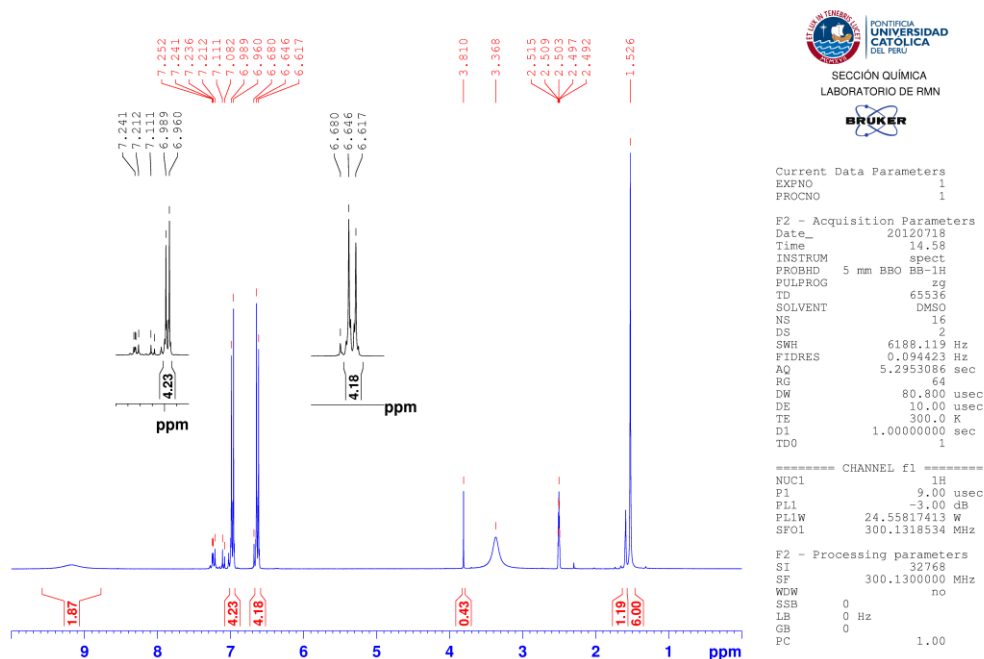 7.252
7.241
7.236
7.212
7.111
7.082
6.989
6.960
6.680
6.646
6.617
3.810
3.368
2.515
2.509
2.503
2.497
2.492
1.526
7.241
7.212
7.111
6.989
6.960
6.680
6.646
6.617
4.23
ppm
4.18
ppm
1.87
4.23
4.18
0.43
1.19
6.00
9 8 7 6 5 4 3 2 1 ppm
ET LUX IN TENEBRIS LUCET
MCMXVII
PONTIFICIA
UNIVERSIDAD
CATÓLICA
DEL PERÚ
SECCIÓN QUÍMICA
LABORATORIO DE RMN
BRUKER
Current Data Parameters
EXPNO 1
PROCNO 1
F2 - Acquisition Parameters
Date_ 20120718
Time 14.58
INSTRUM spect
PROBHD 5 mm BBO BB-1H
PULPROG zg
TD 65536
SOLVENT DMSO
NS 16
DS 2
SWH 6188.119 Hz
FIDRES 0.094423 Hz
AQ 5.2953086 sec
RG 64
DW 80.800 usec
DE 10.00 usec
TE 300.0 K
D1 1.00000000 sec
TD0 1
======== CHANNEL f1 ========
NUC1 1H
P1 9.00 usec
PL1 -3.00 dB
PL1W 24.55817413 W
SFO1 300.1318534 MHz
F2 - Processing parameters
SI 32768
SF 300.1300000 MHz
WDW no
SSB 0
LB 0 Hz
GB 0
PC 1.00